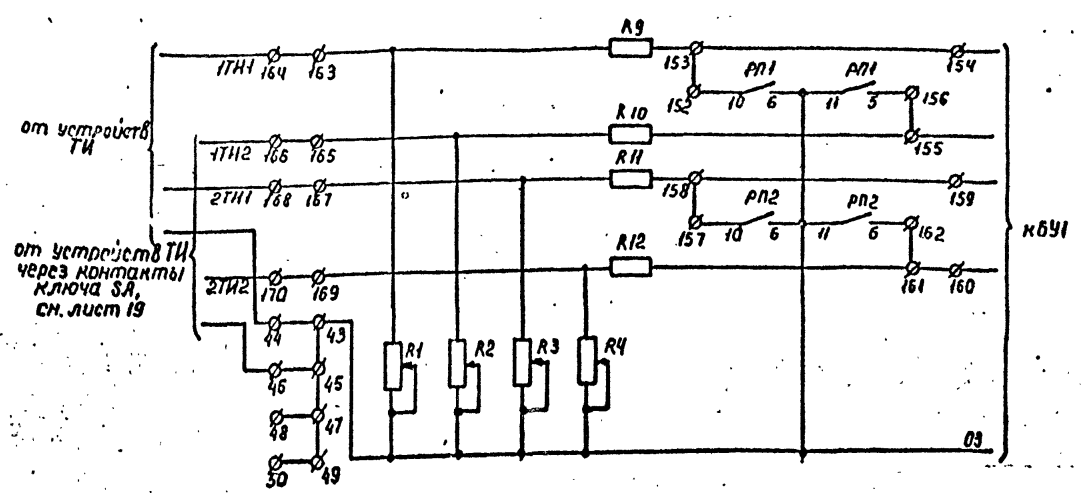 R9
1ТИ1 164 163 153 154
РП1 РП1
152 10 6 11 5 156
от устройств
ТИ
R10
1ТИ2 166 165 155
R11
2ТИ1 168 167 158 159
РП2 РП2
157 10 6 11 6 162
кБУ1
от устройств ТИ
через контакты
ключа SA,
см. лист 19
R12
2ТИ2 170 169 161 160
44 43
R1 R2 R3 R4
46 45
48 47
03
50 49